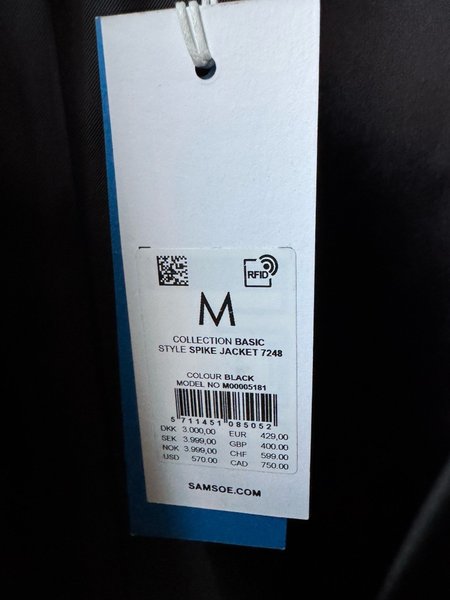 RFID
M
COLLECTION BASIC
STYLE SPIKE JACKET 7248
COLOUR BLACK
MODEL NO M00005181
5 711451 085052
DKK 3.000,00 EUR 429,00
SEK 3.999,00 GBP 400.00
NOK 3.999,00 CHF 599.00
USD 570.00 CAD 750.00
SAMSOE.COM